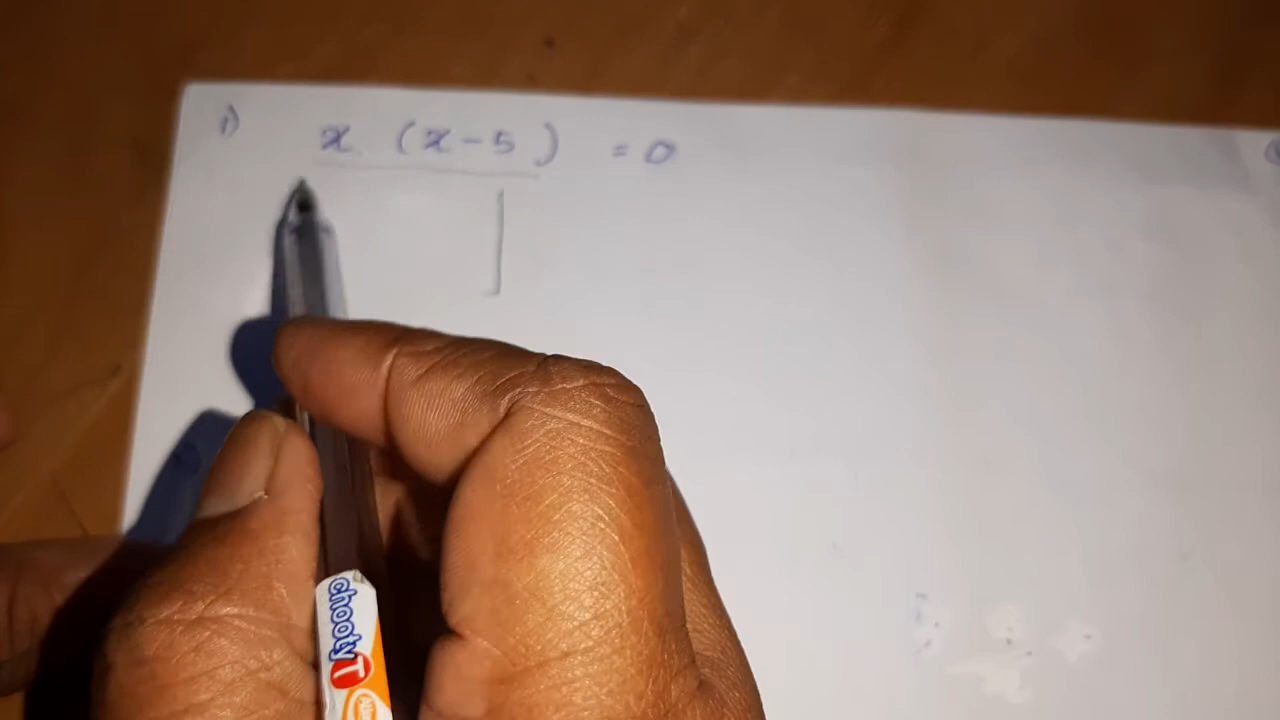 1) x (x-5) = 0
chooty T